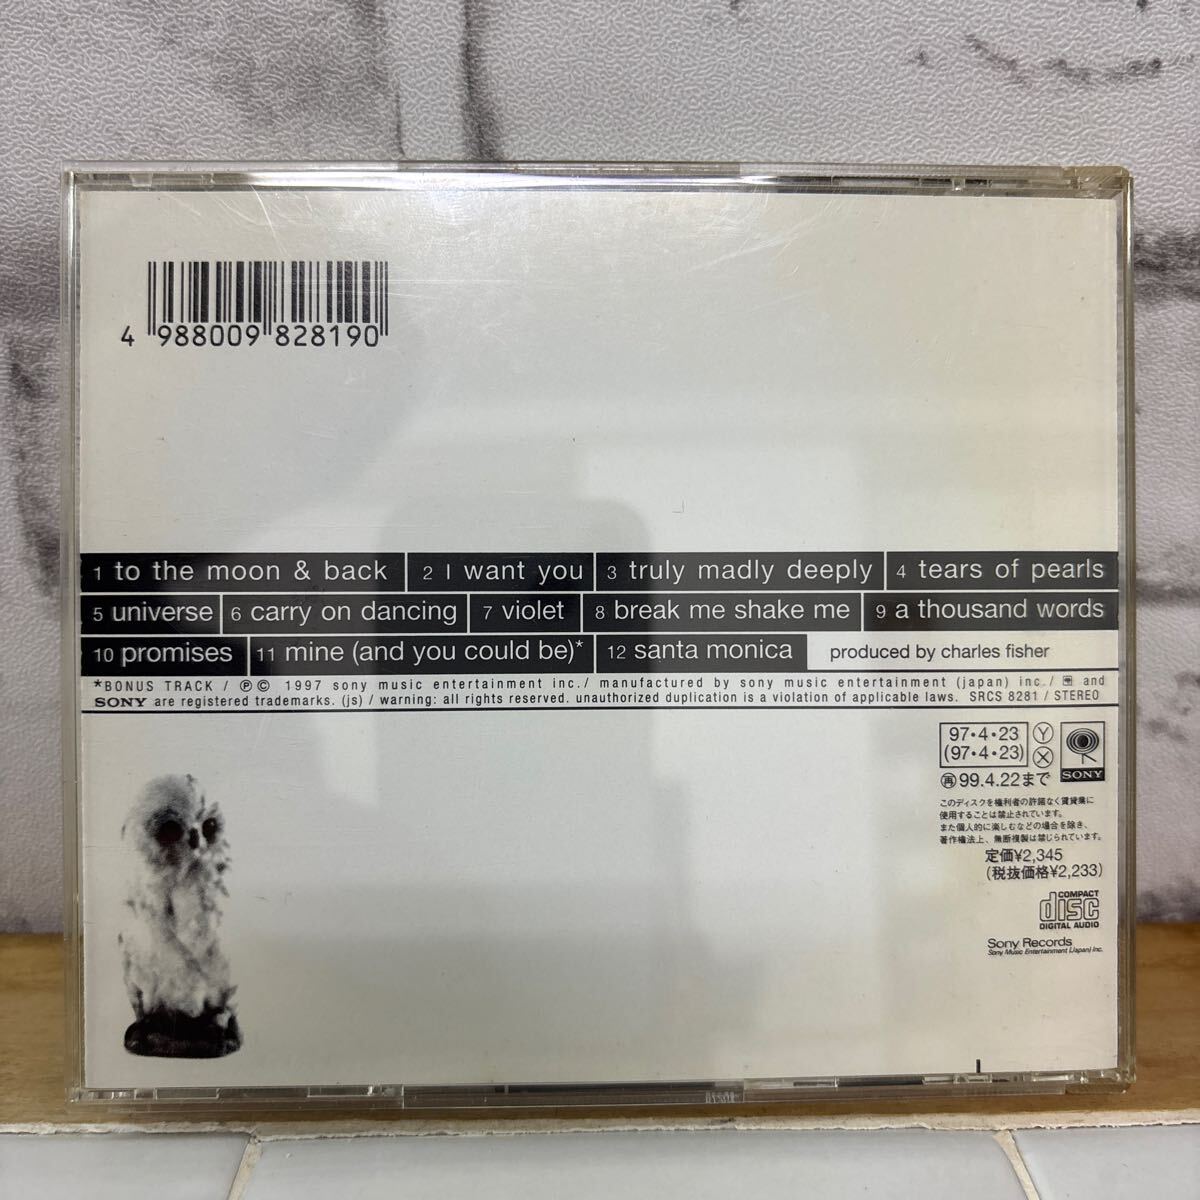 4 988009 828190
1 to the moon & back 2 I want you 3 truly madly deeply 4 tears of pearls
5 universe 6 carry on dancing 7 violet 8 break me shake me 9 a thousand words
10 promises 11 mine (and you could be)* 12 santa monica produced by charles fisher
*BONUS TRACK / ℗ © 1997 sony music entertainment inc. / manufactured by sony music entertainment (japan) inc. / and
SONY are registered trademarks. (js) / warning: all rights reserved. unauthorized duplication is a violation of applicable laws. SRCS 8281 / STEREO
97・4・23 Ⓨ
(97・4・23) Ⓧ
再99.4.22まで
SONY
このディスクを権利者の許諾なく賃貸業に
使用することは禁止されています。
また個人的に楽しむなどの場合を除き、
著作権法上、無断複製は禁じられています。
定価¥2,345
(税抜価格¥2,233)
COMPACT
disc
DIGITAL AUDIO
Sony Records
Sony Music Entertainment (Japan) Inc.